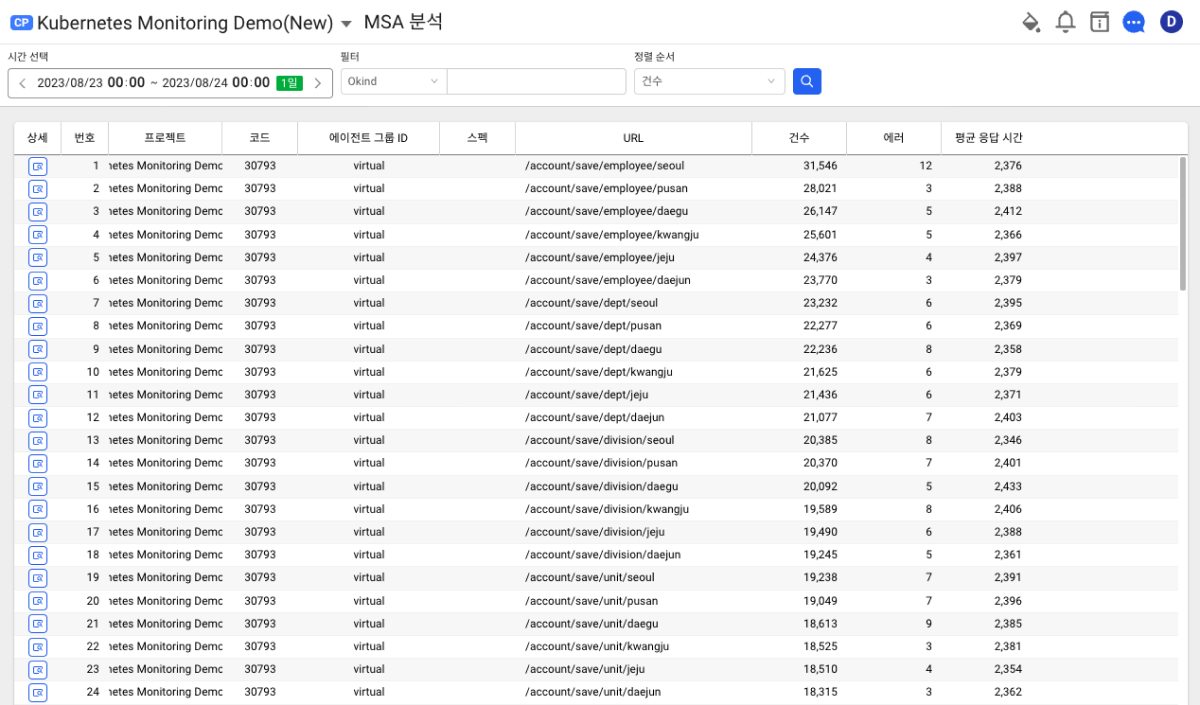 CP Kubernetes Monitoring Demo(New) MSA 분석
D
시간 선택 필터 정렬 순서
2023/08/23 00:00 ~ 2023/08/24 00:00 1일 Okind 건수
상세 번호 프로젝트 코드 에이전트 그룹 ID 스펙 URL 건수 에러 평균 응답 시간
1 netes Monitoring Demo 30793 virtual /account/save/employee/seoul 31,546 12 2,376
2 netes Monitoring Demo 30793 virtual /account/save/employee/pusan 28,021 3 2,388
3 netes Monitoring Demo 30793 virtual /account/save/employee/daegu 26,147 5 2,412
4 netes Monitoring Demo 30793 virtual /account/save/employee/kwangju 25,601 5 2,366
5 netes Monitoring Demo 30793 virtual /account/save/employee/jeju 24,376 4 2,397
6 netes Monitoring Demo 30793 virtual /account/save/employee/daejun 23,770 3 2,379
7 netes Monitoring Demo 30793 virtual /account/save/dept/seoul 23,232 6 2,395
8 netes Monitoring Demo 30793 virtual /account/save/dept/pusan 22,277 6 2,369
9 netes Monitoring Demo 30793 virtual /account/save/dept/daegu 22,236 8 2,358
10 netes Monitoring Demo 30793 virtual /account/save/dept/kwangju 21,625 6 2,379
11 netes Monitoring Demo 30793 virtual /account/save/dept/jeju 21,436 6 2,371
12 netes Monitoring Demo 30793 virtual /account/save/dept/daejun 21,077 7 2,403
13 netes Monitoring Demo 30793 virtual /account/save/division/seoul 20,385 8 2,346
14 netes Monitoring Demo 30793 virtual /account/save/division/pusan 20,370 7 2,401
15 netes Monitoring Demo 30793 virtual /account/save/division/daegu 20,092 5 2,433
16 netes Monitoring Demo 30793 virtual /account/save/division/kwangju 19,589 8 2,406
17 netes Monitoring Demo 30793 virtual /account/save/division/jeju 19,490 6 2,388
18 netes Monitoring Demo 30793 virtual /account/save/division/daejun 19,245 5 2,361
19 netes Monitoring Demo 30793 virtual /account/save/unit/seoul 19,238 7 2,391
20 netes Monitoring Demo 30793 virtual /account/save/unit/pusan 19,049 7 2,396
21 netes Monitoring Demo 30793 virtual /account/save/unit/daegu 18,613 9 2,385
22 netes Monitoring Demo 30793 virtual /account/save/unit/kwangju 18,525 3 2,381
23 netes Monitoring Demo 30793 virtual /account/save/unit/jeju 18,510 4 2,354
24 netes Monitoring Demo 30793 virtual /account/save/unit/daejun 18,315 3 2,362